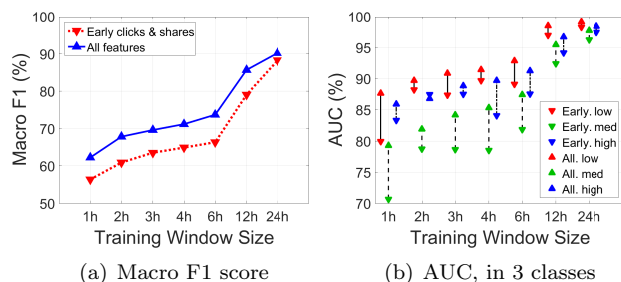 100
90
80
70
60
50
Macro F1 (%)
Early clicks & shares
All features
1h 2h 3h 4h 6h 12h 24h
Training Window Size
(a) Macro F1 score
100
95
90
85
80
75
70
AUC (%)
Early. low
Early. med
Early. high
All. low
All. med
All. high
1h 2h 3h 4h 6h 12h 24h
Training Window Size
(b) AUC, in 3 classes